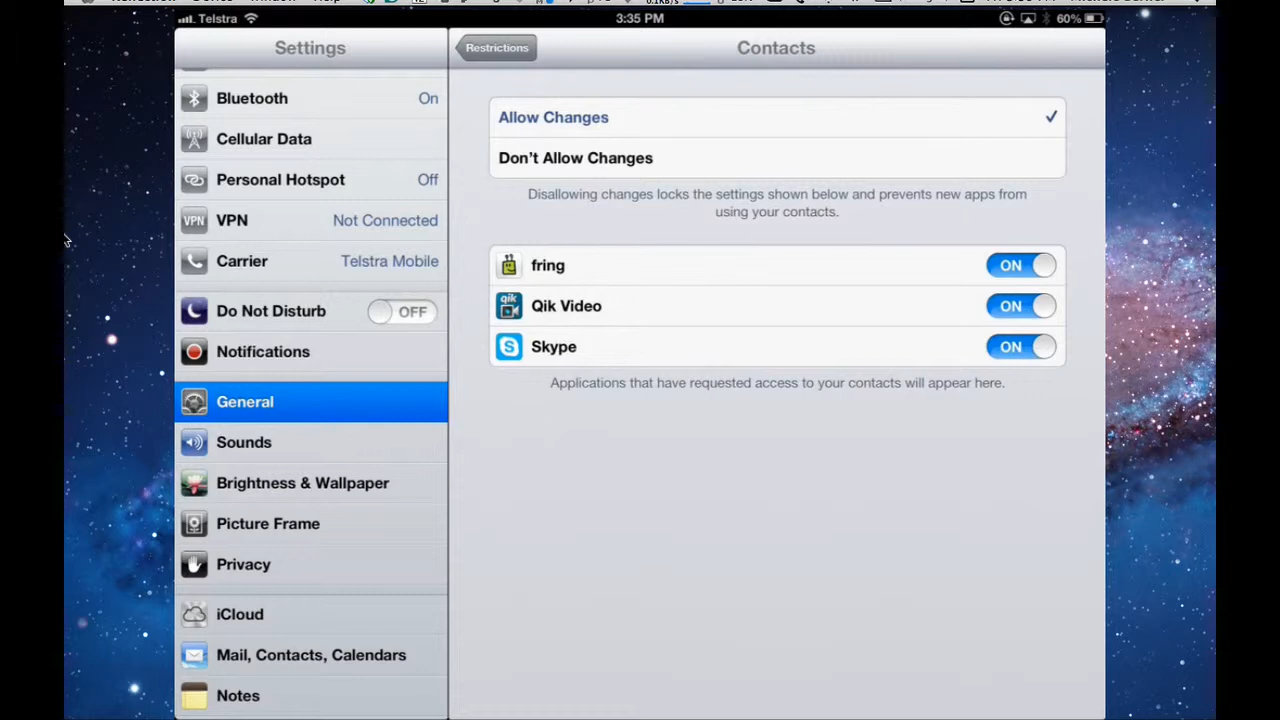 Telstra
3:35 PM
60%
Settings
Bluetooth On
Cellular Data
Personal Hotspot Off
VPN VPN Not Connected
Carrier Telstra Mobile
Do Not Disturb OFF
Notifications
General
Sounds
Brightness & Wallpaper
Picture Frame
Privacy
iCloud
Mail, Contacts, Calendars
Notes
Restrictions
Contacts
Allow Changes
Don't Allow Changes
Disallowing changes locks the settings shown below and prevents new apps from
using your contacts.
fring ON
qik Qik Video ON
S Skype ON
Applications that have requested access to your contacts will appear here.